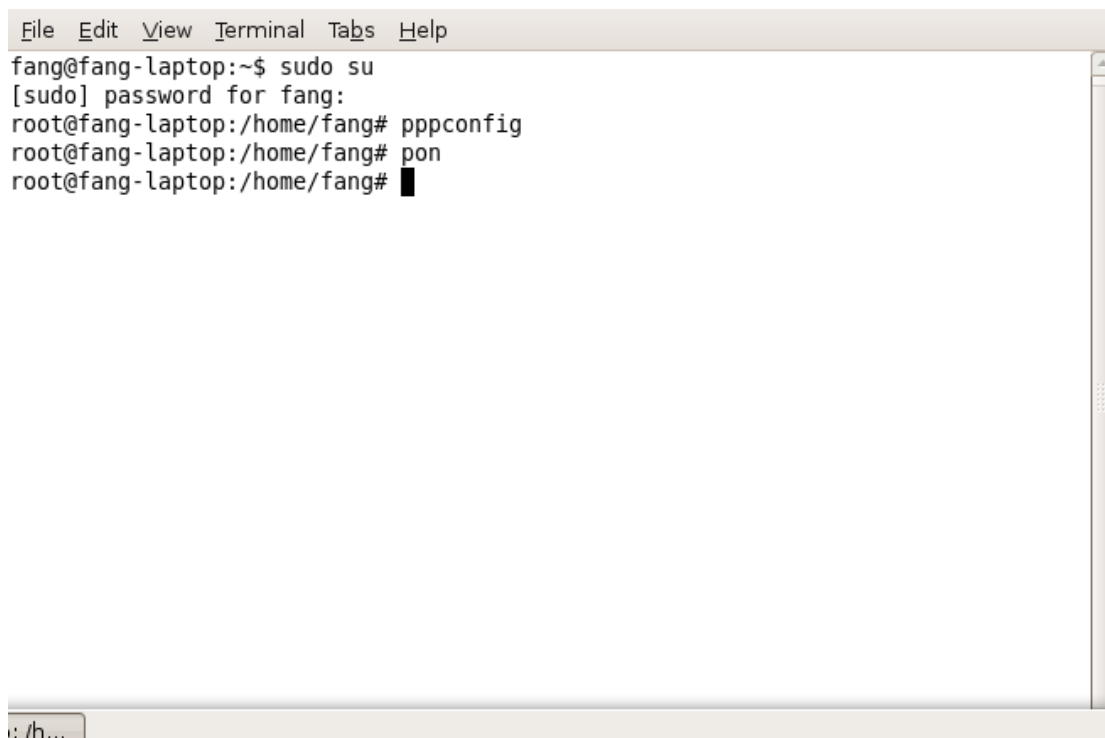 File Edit View Terminal Tabs Help
fang@fang-laptop:~$ sudo su
[sudo] password for fang:
root@fang-laptop:/home/fang# pppconfig
root@fang-laptop:/home/fang# pon
root@fang-laptop:/home/fang#
: /h...